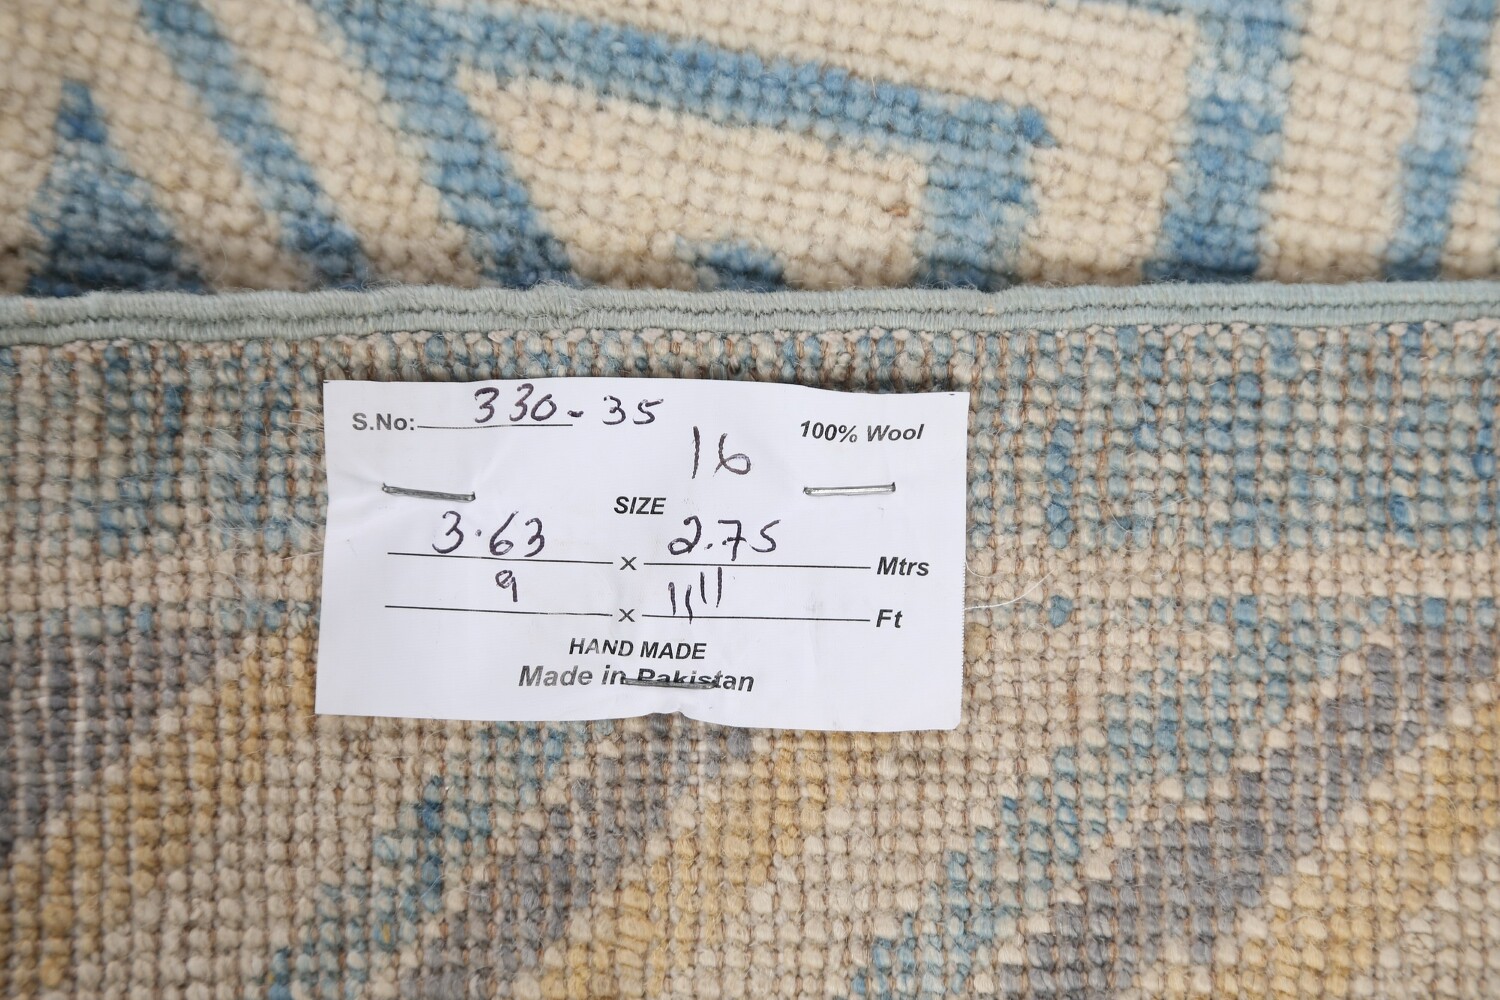 S.No: 330-35
16
100% Wool
SIZE
3.63 x 2.75 Mtrs
9 x 11'11 Ft
HAND MADE
Made in Pakistan